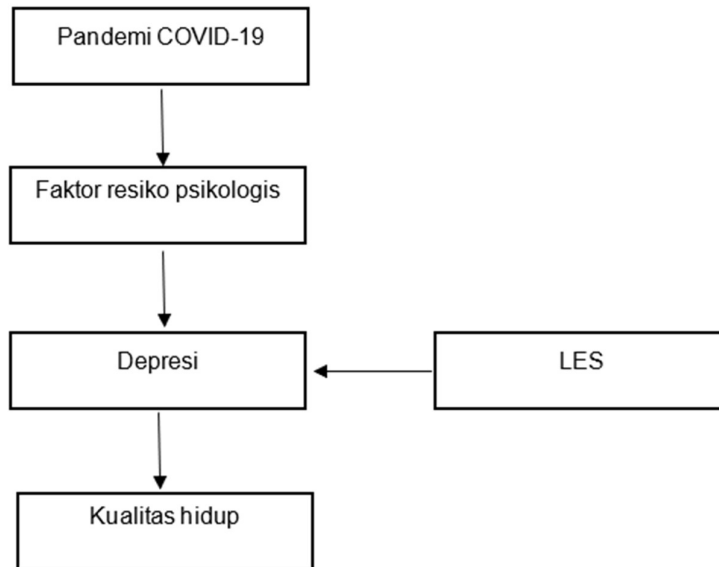 Pandemi COVID-19
Faktor resiko psikologis
Depresi
LES
Kualitas hidup